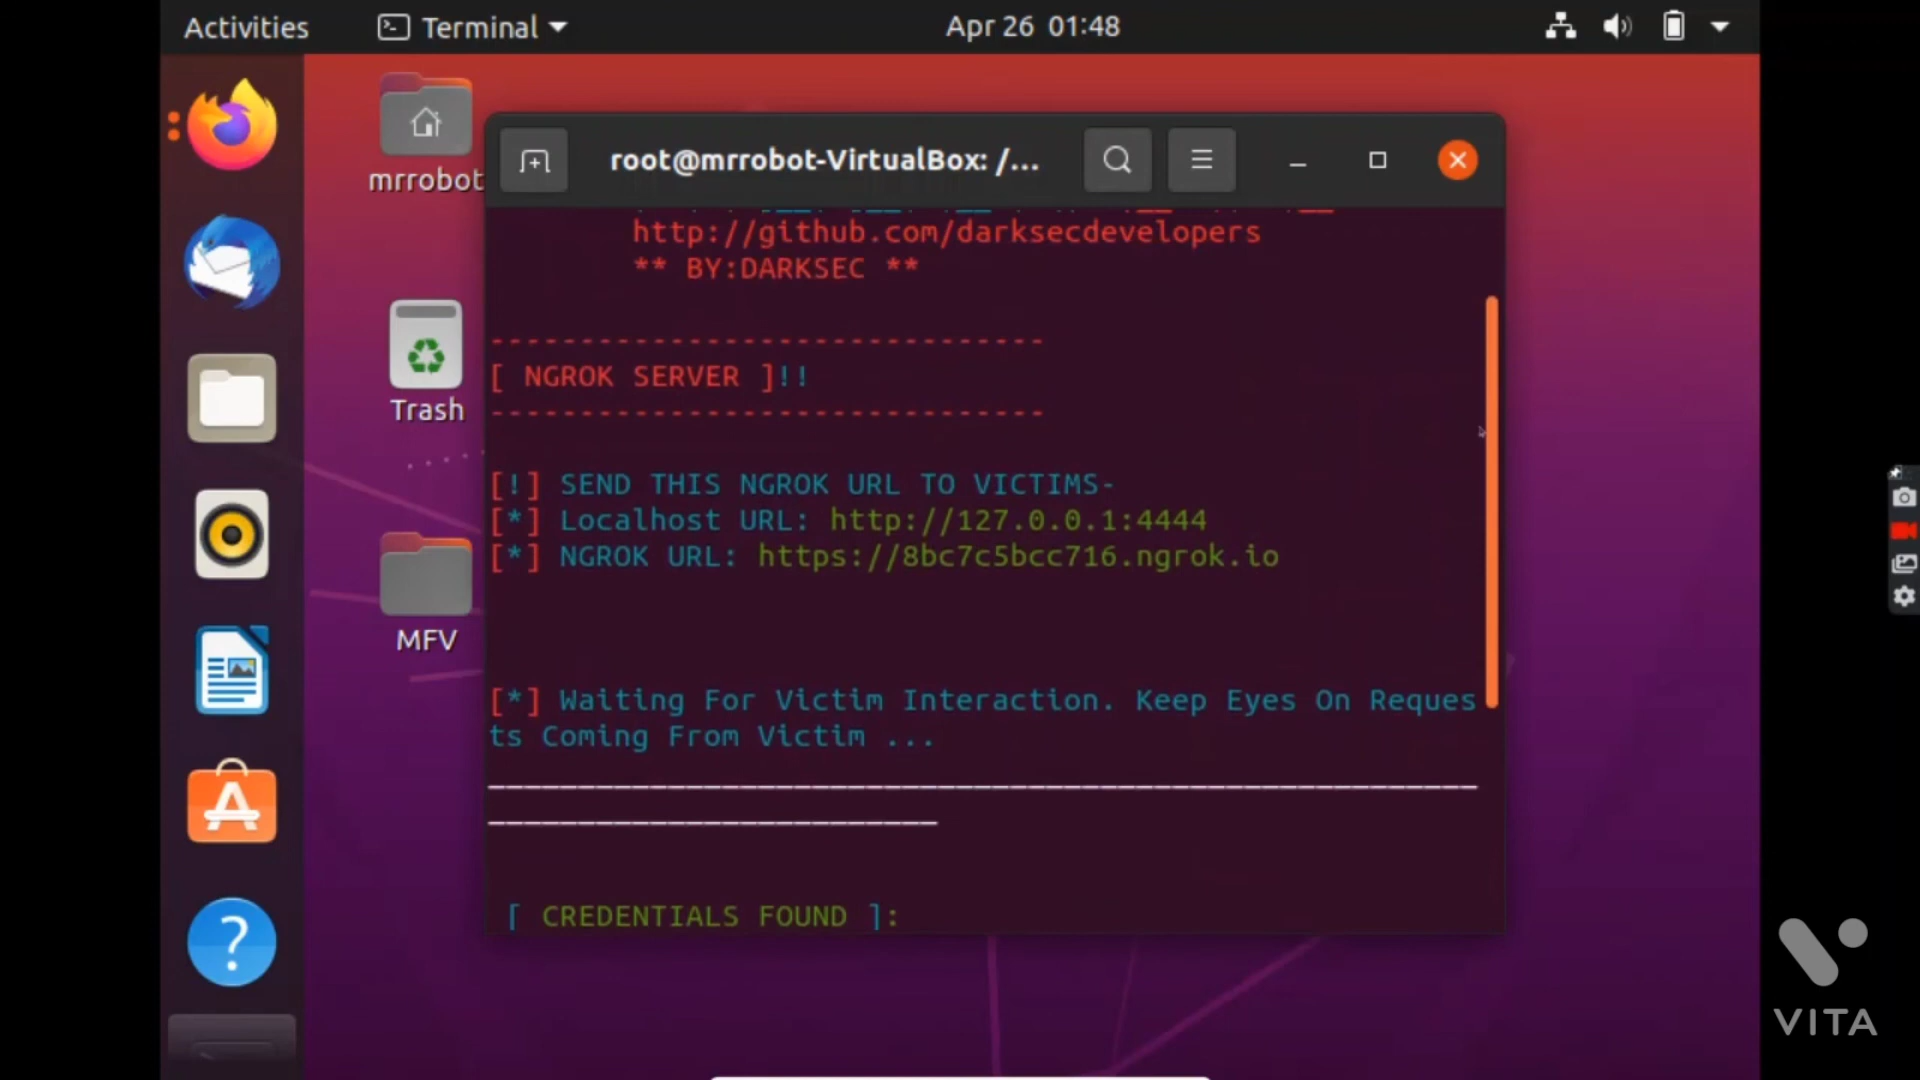 Activities
Terminal
Apr 26 01:48
mrrobot
Trash
MFV
root@mrrobot-VirtualBox: /...
http://github.com/darksecdevelopers
** BY:DARKSEC **
-------------------------------
[ NGROK SERVER ]!!
-------------------------------
[!] SEND THIS NGROK URL TO VICTIMS-
[*] Localhost URL: http://127.0.0.1:4444
[*] NGROK URL: https://8bc7c5bcc716.ngrok.io
[*] Waiting For Victim Interaction. Keep Eyes On Reques
ts Coming From Victim ...
[ CREDENTIALS FOUND ]:
VITA